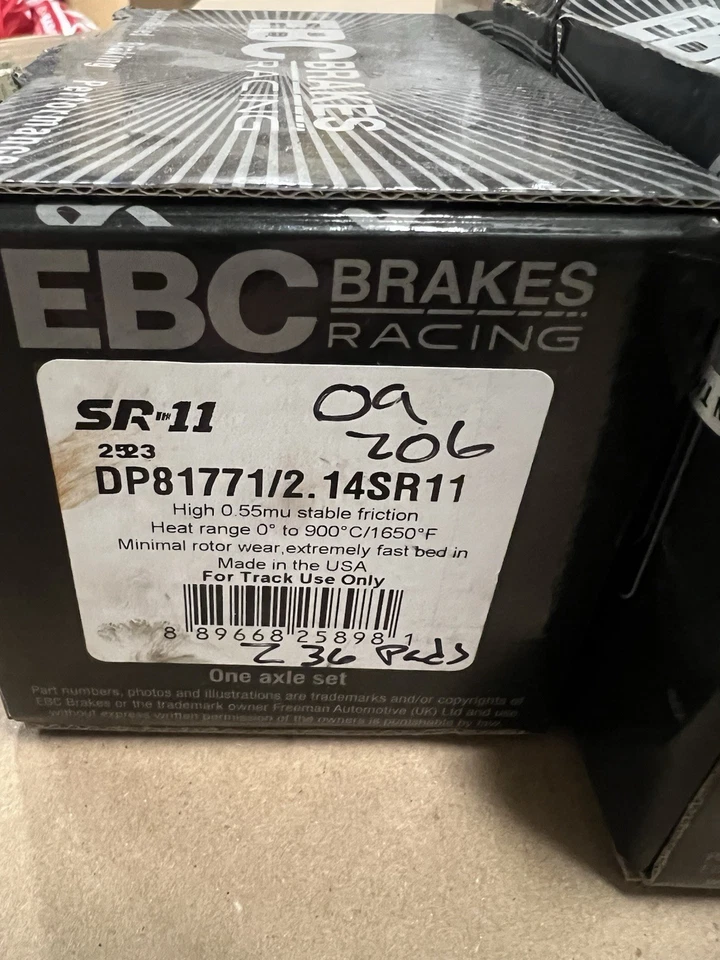 Performance
EBC BRAKES
RACING
EBC BRAKES
RACING
SR-11
09
206
2523
DP81771/2.14SR11
High 0.55mu stable friction
Heat range 0° to 900°C/1650°F
Minimal rotor wear,extremely fast bed in
Made in the USA
For Track Use Only
8 89668 25898 1
Z 36 Pads
One axle set
Part numbers, photos and illustrations are trademarks and/or copyrights of
EBC Brakes or the trademark owner Freeman Automotive (UK) Ltd and use
without express written permission of the owners is punishable by law.